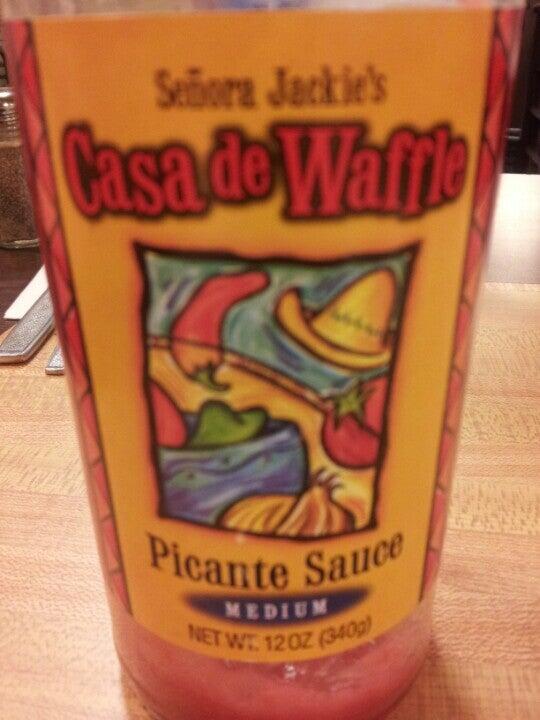 Señora Jackie's
Casa de Waffle
Picante Sauce
MEDIUM
NET WT. 12 OZ (340g)